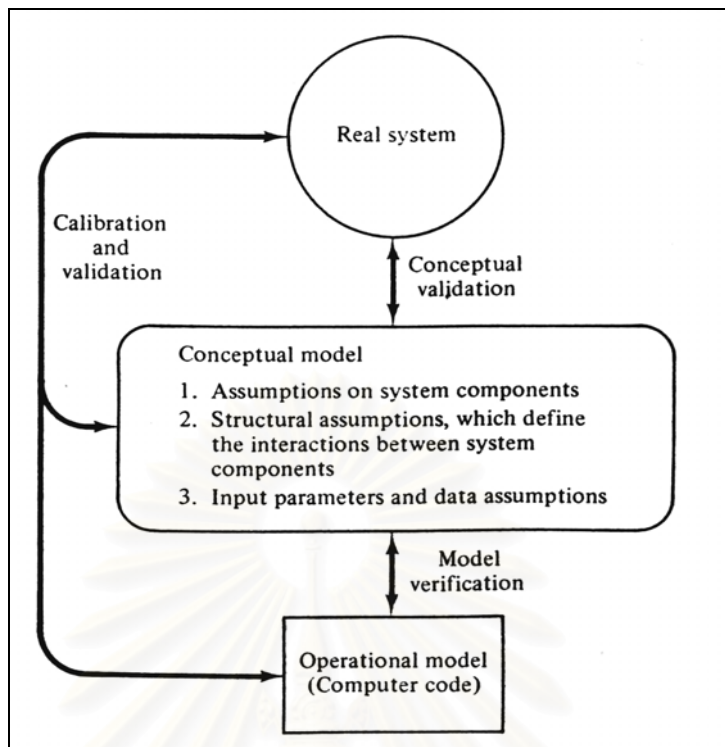 Real system
Calibration
and
validation
Conceptual
validation
Conceptual model
1. Assumptions on system components
2. Structural assumptions, which define
the interactions between system
components
3. Input parameters and data assumptions
Model
verification
Operational model
(Computer code)